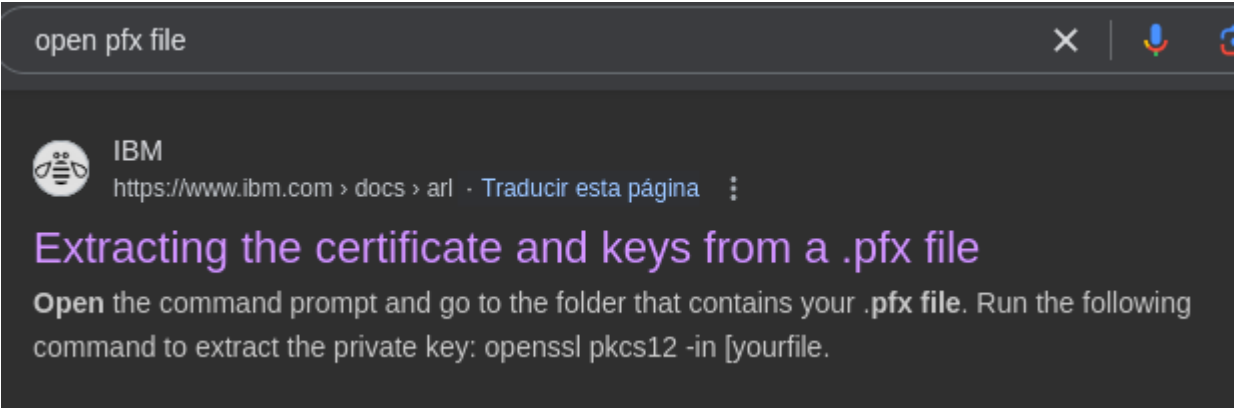 open pfx file
IBM
https://www.ibm.com › docs › arl · Traducir esta página
Extracting the certificate and keys from a .pfx file
Open the command prompt and go to the folder that contains your .pfx file. Run the following
command to extract the private key: openssl pkcs12 -in [yourfile.